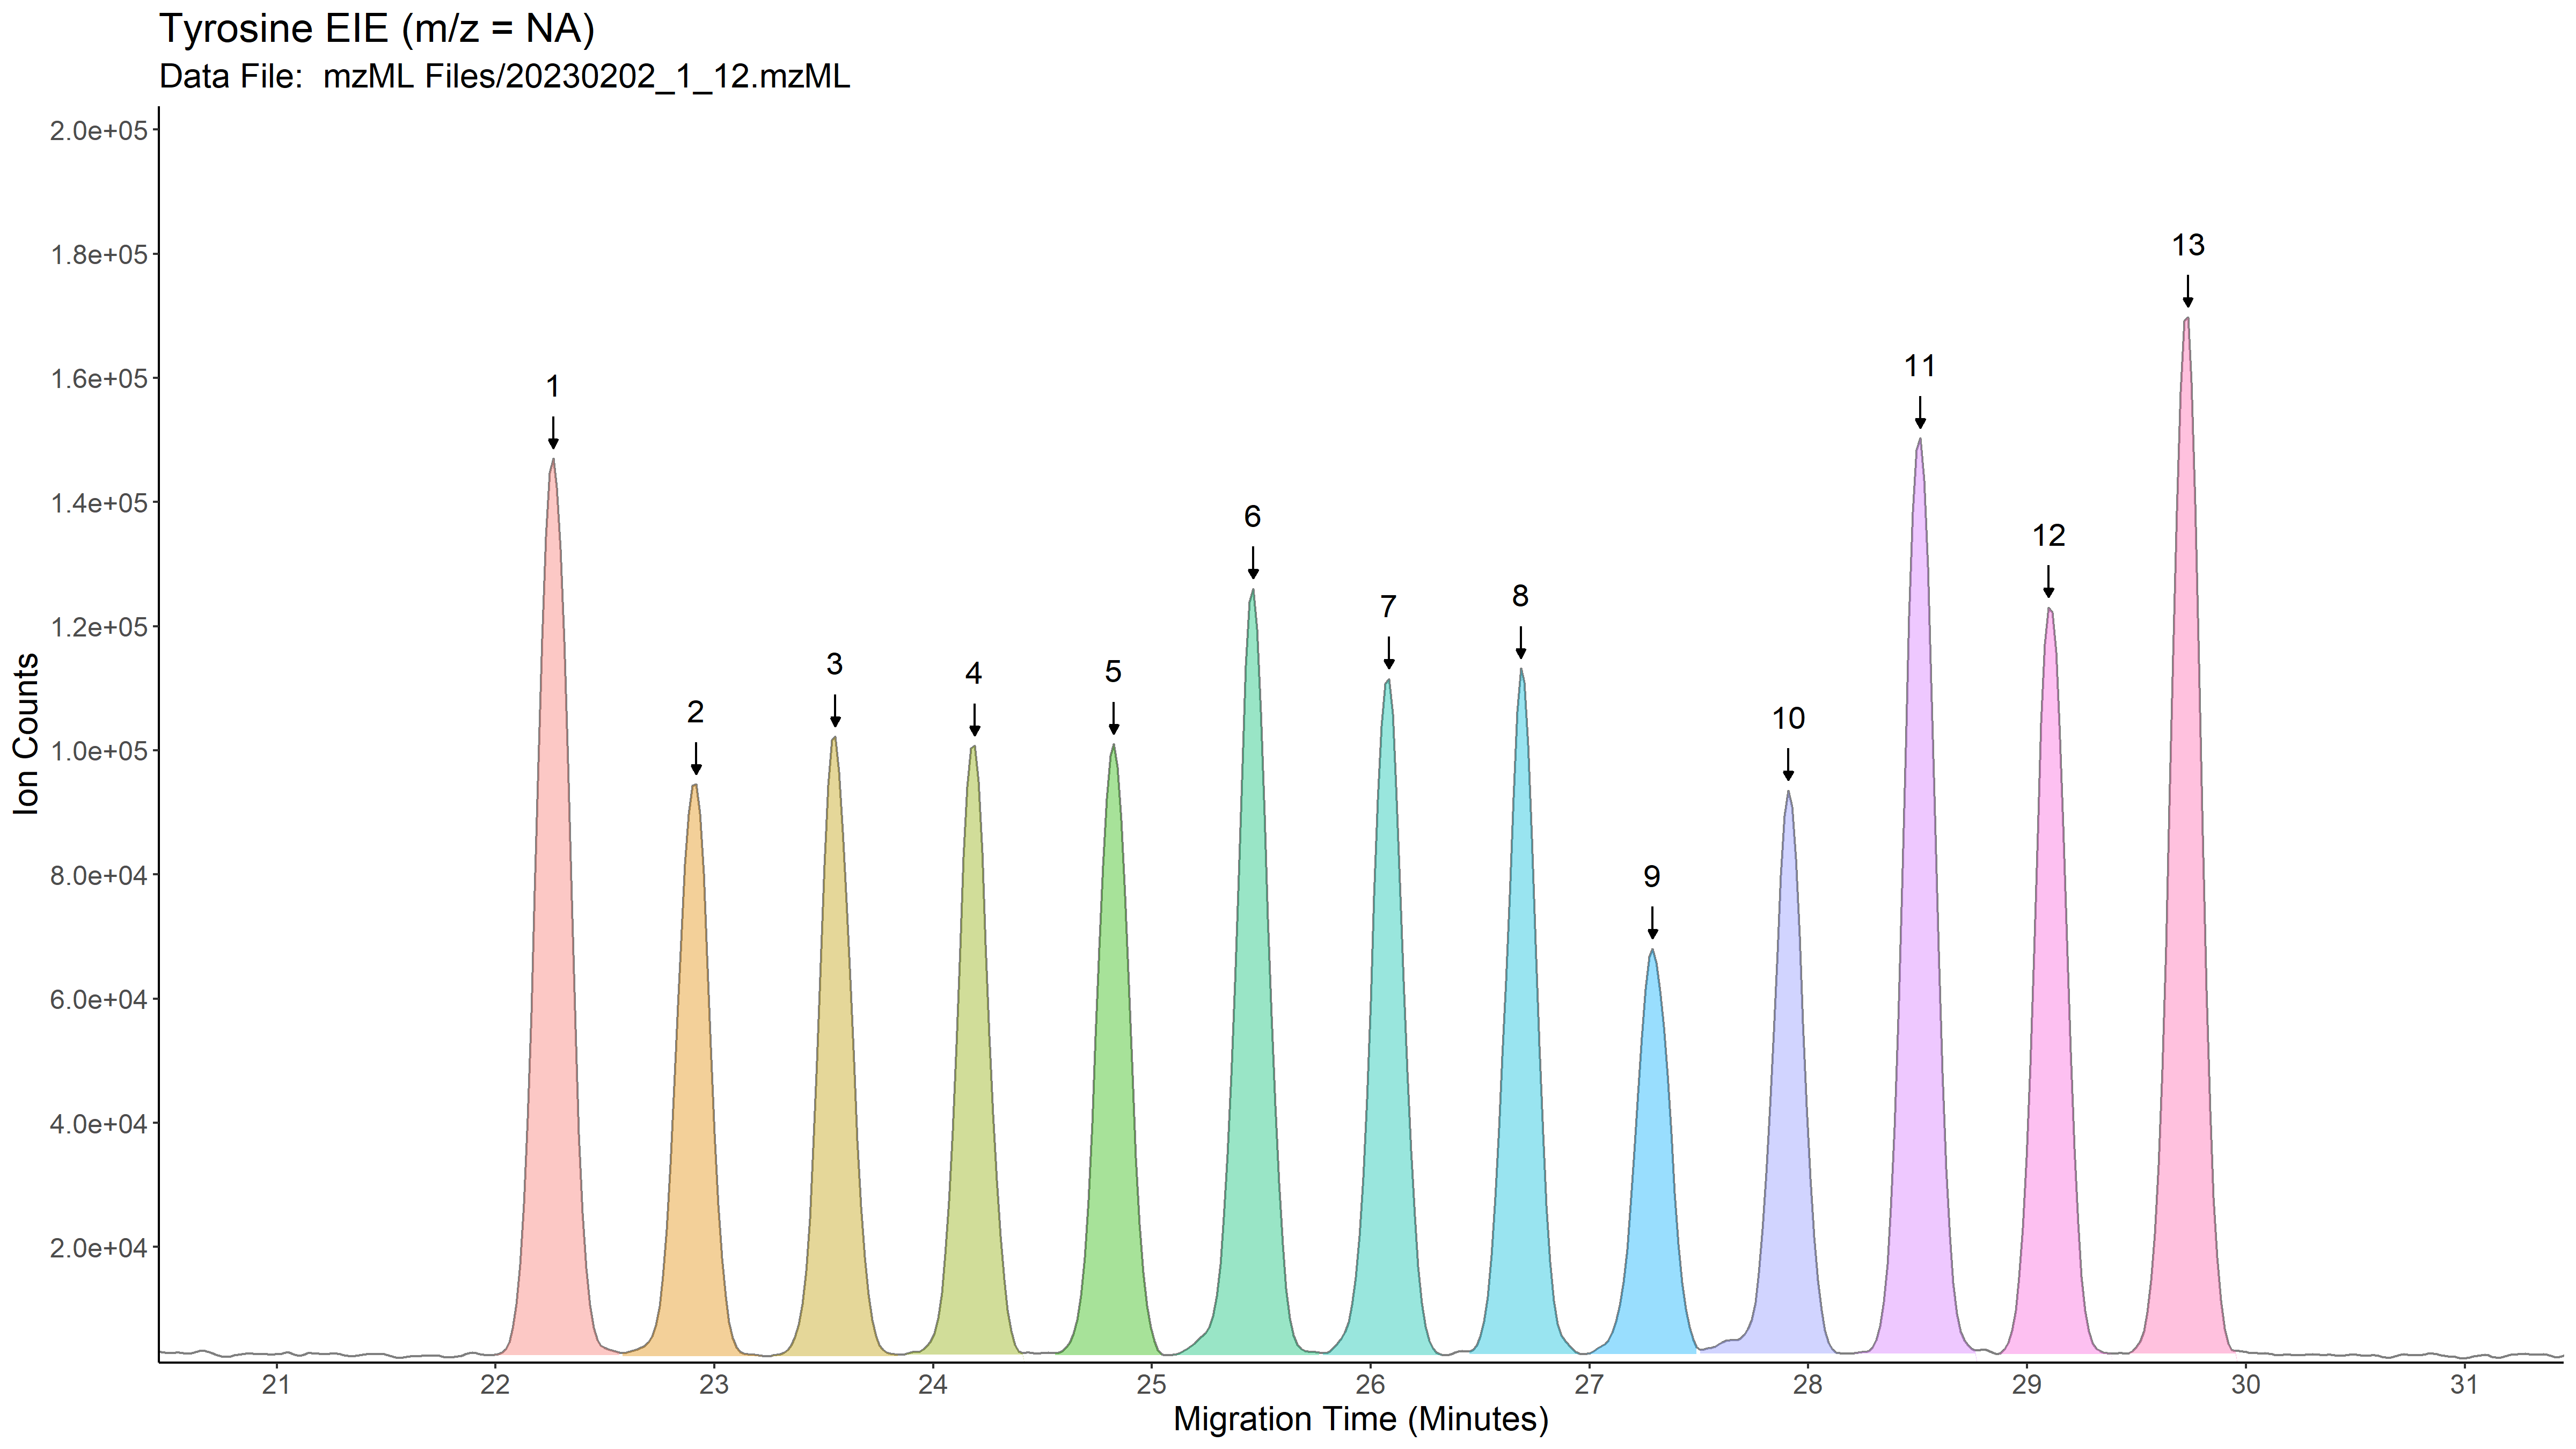 Tyrosine EIE (m/z = NA)
Data File:  mzML Files/20230202_1_12.mzML
2.0e+05
1.8e+05
1.6e+05
1.4e+05
1.2e+05
1.0e+05
8.0e+04
6.0e+04
4.0e+04
2.0e+04
Ion Counts
1
2
3
4
5
6
7
8
9
10
11
12
13
21 22 23 24 25 26 27 28 29 30 31
Migration Time (Minutes)